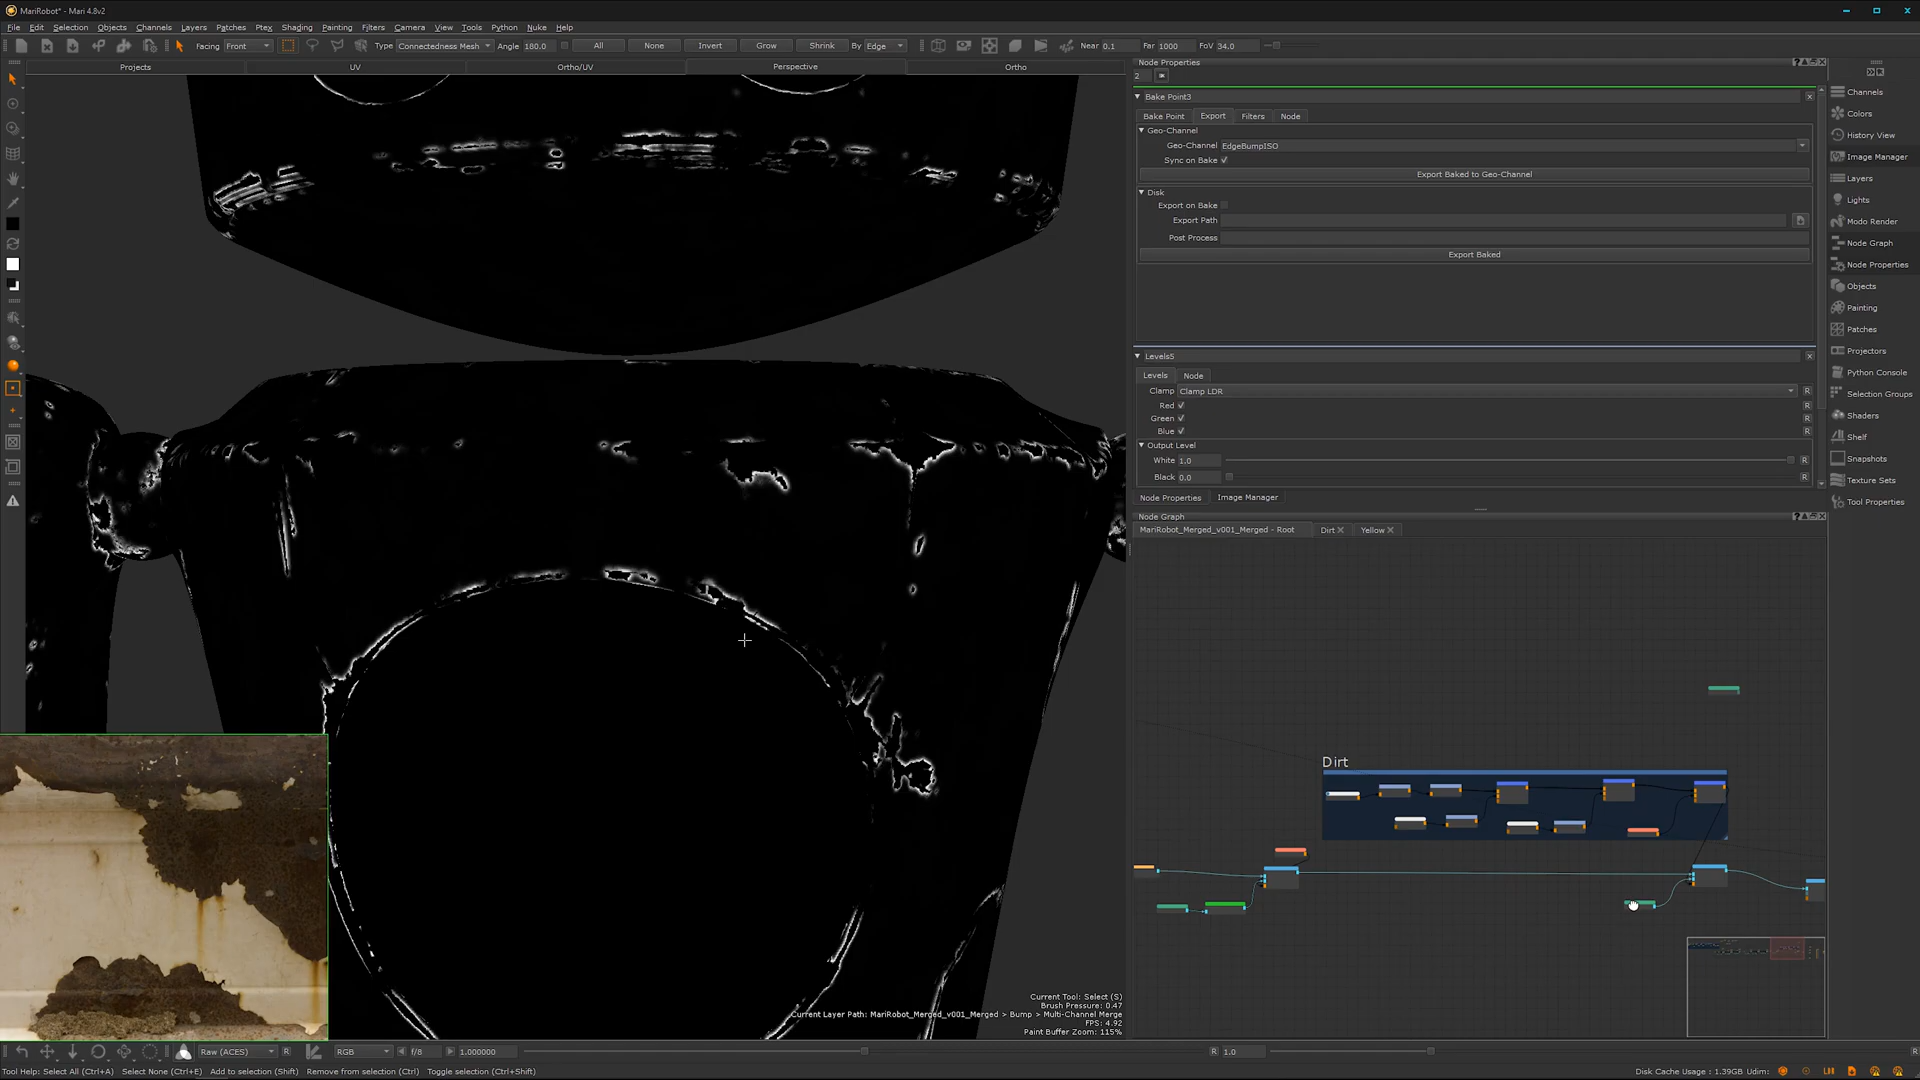 MariRobot* - Mari 4.8v2
File Edit Selection Objects Channels Layers Patches Ptex Shading Painting Filters Camera View Tools Python Nuke Help
Facing Front Type Connectedness Mesh Angle 180.0 All None Invert Grow Shrink By Edge Near 0.1 Far 1000 FoV 34.0
Projects UV Ortho/UV Perspective Ortho
Node Properties
2
Bake Point3
Bake Point Export Filters Node
Geo-Channel
Geo-Channel EdgeBumpISO
Sync on Bake
Export Baked to Geo-Channel
Disk
Export on Bake
Export Path
Post Process
Export Baked
Levels5
Levels Node
Clamp Clamp LDR R
Red R
Green R
Blue R
Output Level
White 1.0 R
Black 0.0 R
Node Properties Image Manager
Node Graph
MariRobot_Merged_v001_Merged - Root Dirt Yellow
Dirt
Channels
Colors
History View
Image Manager
Layers
Lights
Modo Render
Node Graph
Node Properties
Objects
Painting
Patches
Projectors
Python Console
Selection Groups
Shaders
Shelf
Snapshots
Texture Sets
Tool Properties
Current Tool: Select (S)
Brush Pressure: 0.47
Current Layer Path: MariRobot_Merged_v001_Merged > Bump > Multi-Channel Merge
FPS: 4.92
Paint Buffer Zoom: 115%
Raw (ACES) R RGB f/8 1.000000 R 1.0 R
Tool Help: Select All (Ctrl+A) Select None (Ctrl+E) Add to selection (Shift) Remove from selection (Ctrl) Toggle selection (Ctrl+Shift) Disk Cache Usage : 1.39GB Udim: